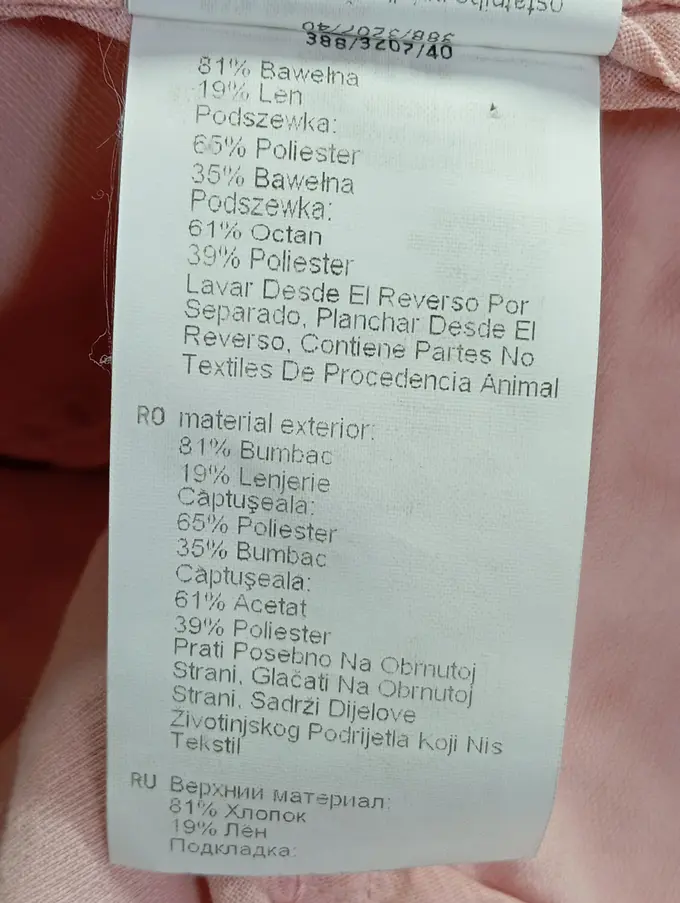 388/3207/40
388/3207/40
81% Bawełna
19% Len
Podszewka:
65% Poliester
35% Bawełna
Podszewka:
61% Octan
39% Poliester
Lavar Desde El Reverso Por
Separado, Planchar Desde El
Reverso, Contiene Partes No
Textiles De Procedencia Animal
RO material exterior:
81% Bumbac
19% Lenjerie
Căptuşeala:
65% Poliester
35% Bumbac
Căptuşeala:
61% Acetat
39% Poliester
Prati Posebno Na Obrnutoj
Strani, Glačati Na Obrnutoj
Strani, Sadrži Dijelove
Životinjskog Podrijetla Koji Nis
Tekstil
RU Верхний материал:
81% Хлопок
19% Лён
Подкладка: